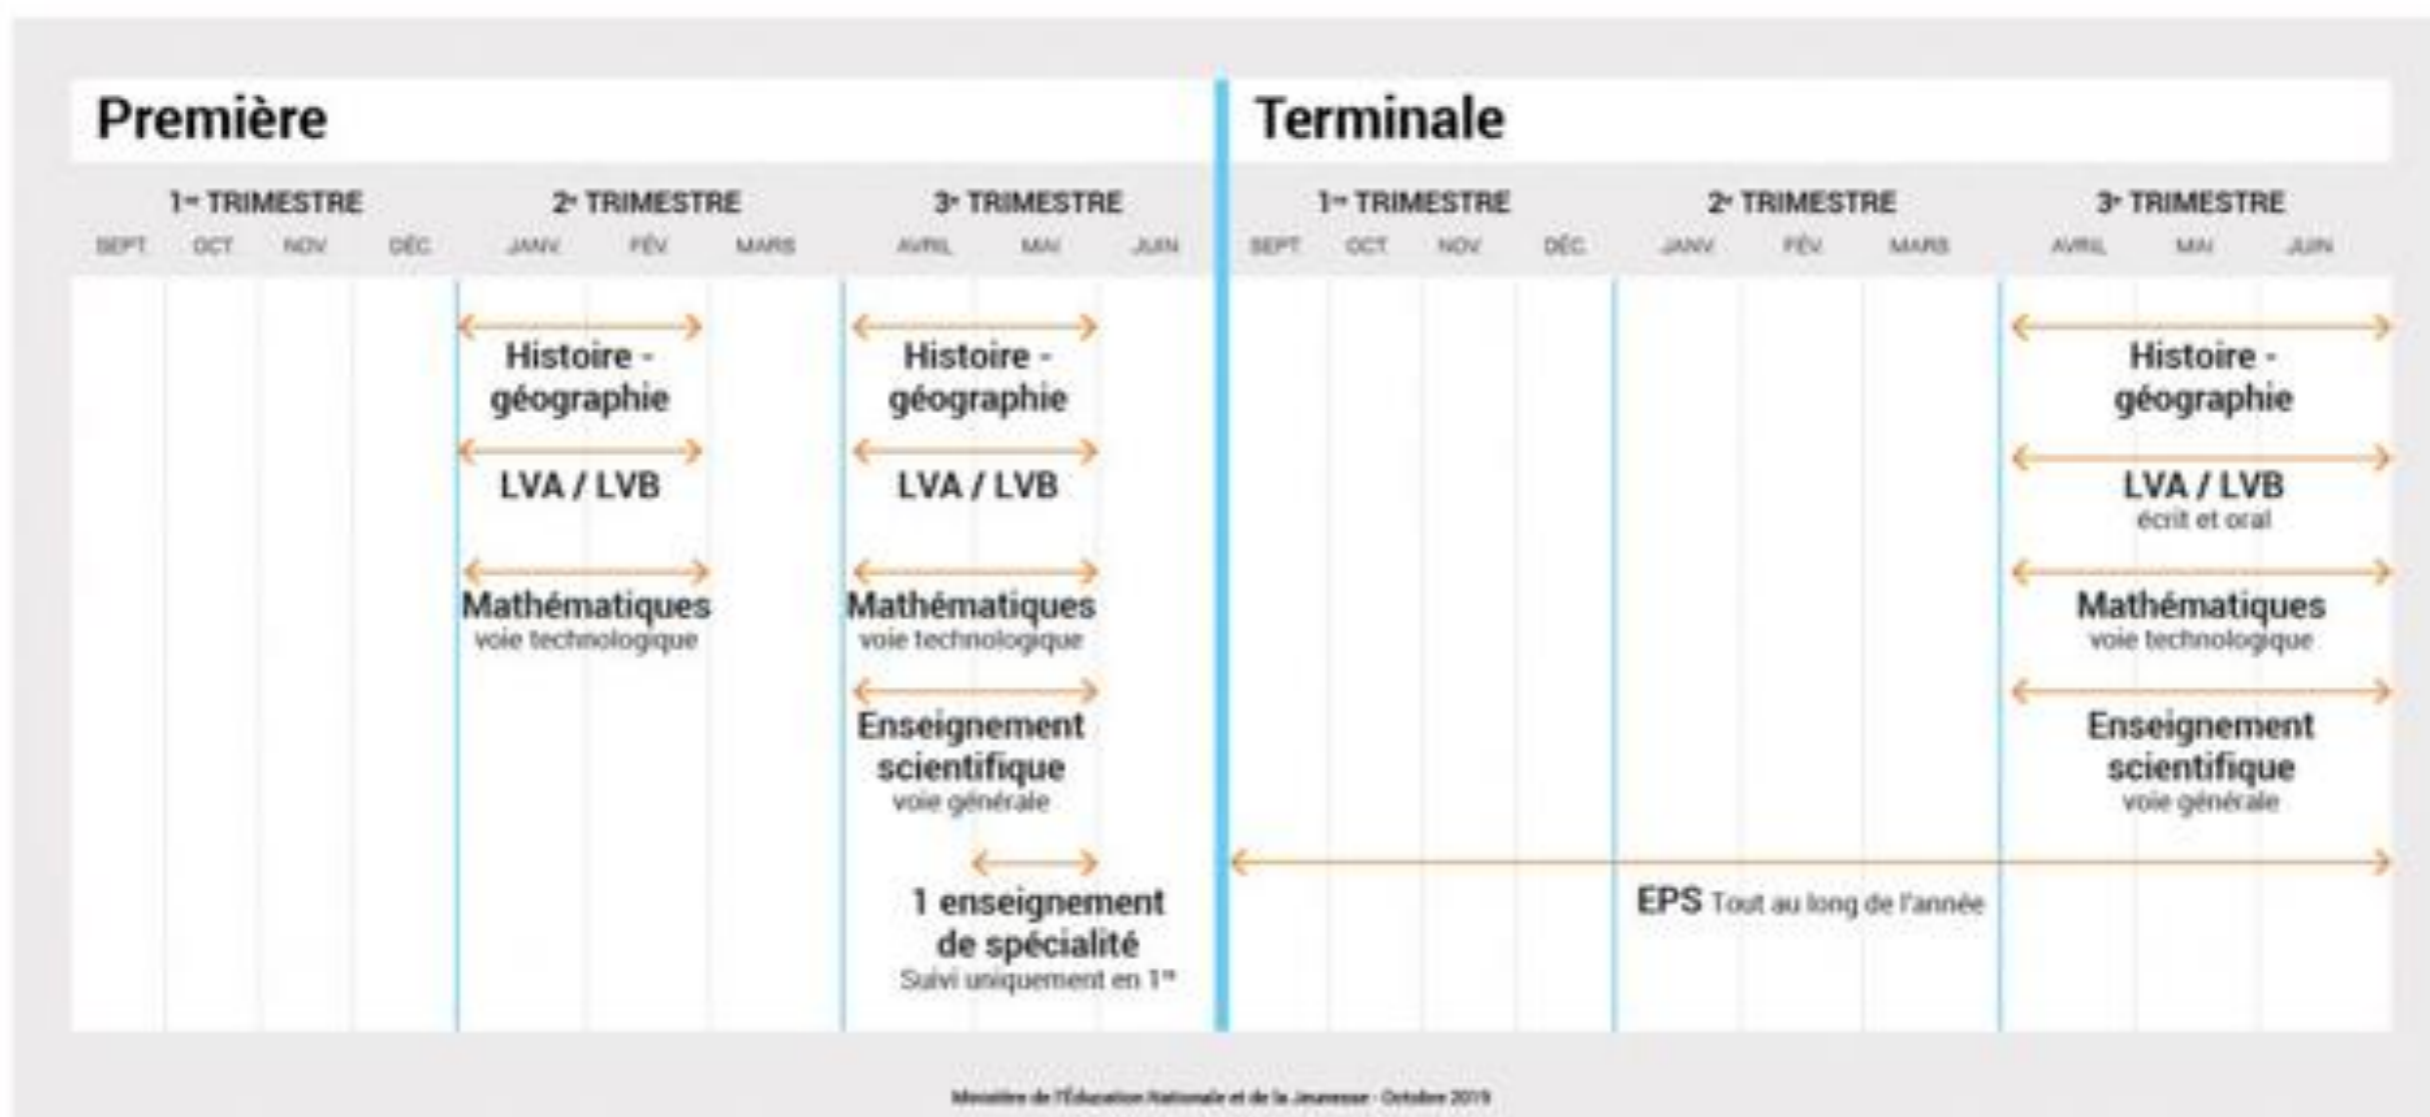 Première
Terminale
1er TRIMESTRE
2e TRIMESTRE
3e TRIMESTRE
1er TRIMESTRE
2e TRIMESTRE
3e TRIMESTRE
SEPT. OCT. NOV. DÉC. JANV. FÉV. MARS AVRIL MAI JUIN
SEPT. OCT. NOV. DÉC. JANV. FÉV. MARS AVRIL MAI JUIN
Histoire -
géographie
LVA / LVB
Mathématiques
voie technologique
Histoire -
géographie
LVA / LVB
Mathématiques
voie technologique
Enseignement
scientifique
voie générale
1 enseignement
de spécialité
Suivi uniquement en 1re
Histoire -
géographie
LVA / LVB
écrit et oral
Mathématiques
voie technologique
Enseignement
scientifique
voie générale
EPS Tout au long de l'année
Ministère de l'Éducation Nationale et de la Jeunesse - Octobre 2019